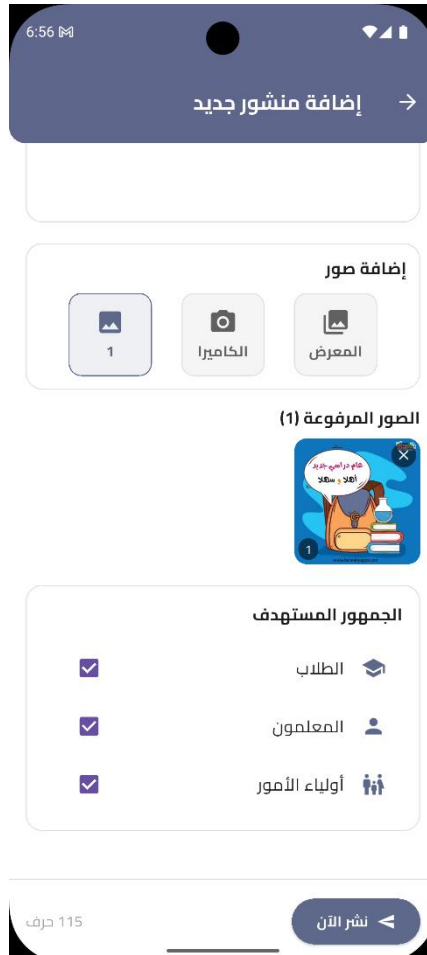 6:56
إضافة منشور جديد
إضافة صور
المعرض
الكاميرا
1
الصور المرفوعة (1)
عام دراسي جديد
أهلا و سهلا
1
الجمهور المستهدف
الطلاب
المعلمون
أولياء الأمور
نشر الآن
115 حرف